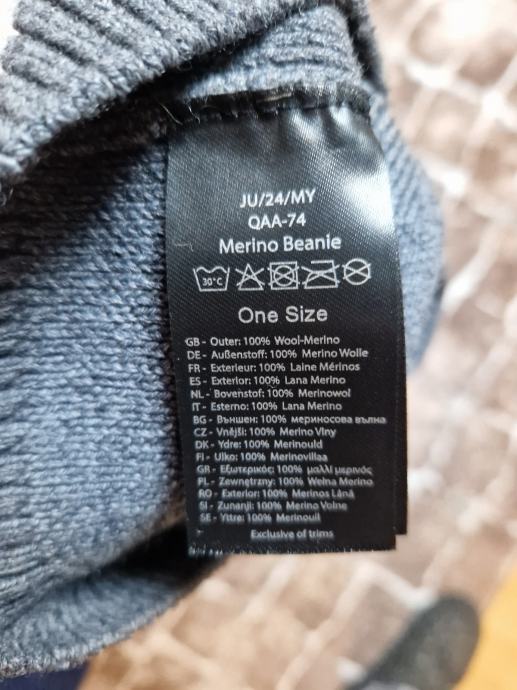 JU/24/MY
QAA-74
Merino Beanie
30°C
One Size
GB - Outer: 100% Wool-Merino
DE - Außenstoff: 100% Merino Wolle
FR - Exterieur: 100% Laine Mérinos
ES - Exterior: 100% Lana Merino
NL - Bovenstof: 100% Merinowol
IT - Esterno: 100% Lana Merino
BG - Външен: 100% мериносова вълна
CZ - Vnější: 100% Merino Vlny
DK - Ydre: 100% Merinould
FI - Ulko: 100% Merinovillaa
GR - Εξωτερικός: 100% μαλλί μερινός
PL - Zewnętrzny: 100% Wełna Merino
RO - Exterior: 100% Merinos Lână
SI - Zunanji: 100% Merino Volne
SE - Yttre: 100% Merinoull
Exclusive of trims